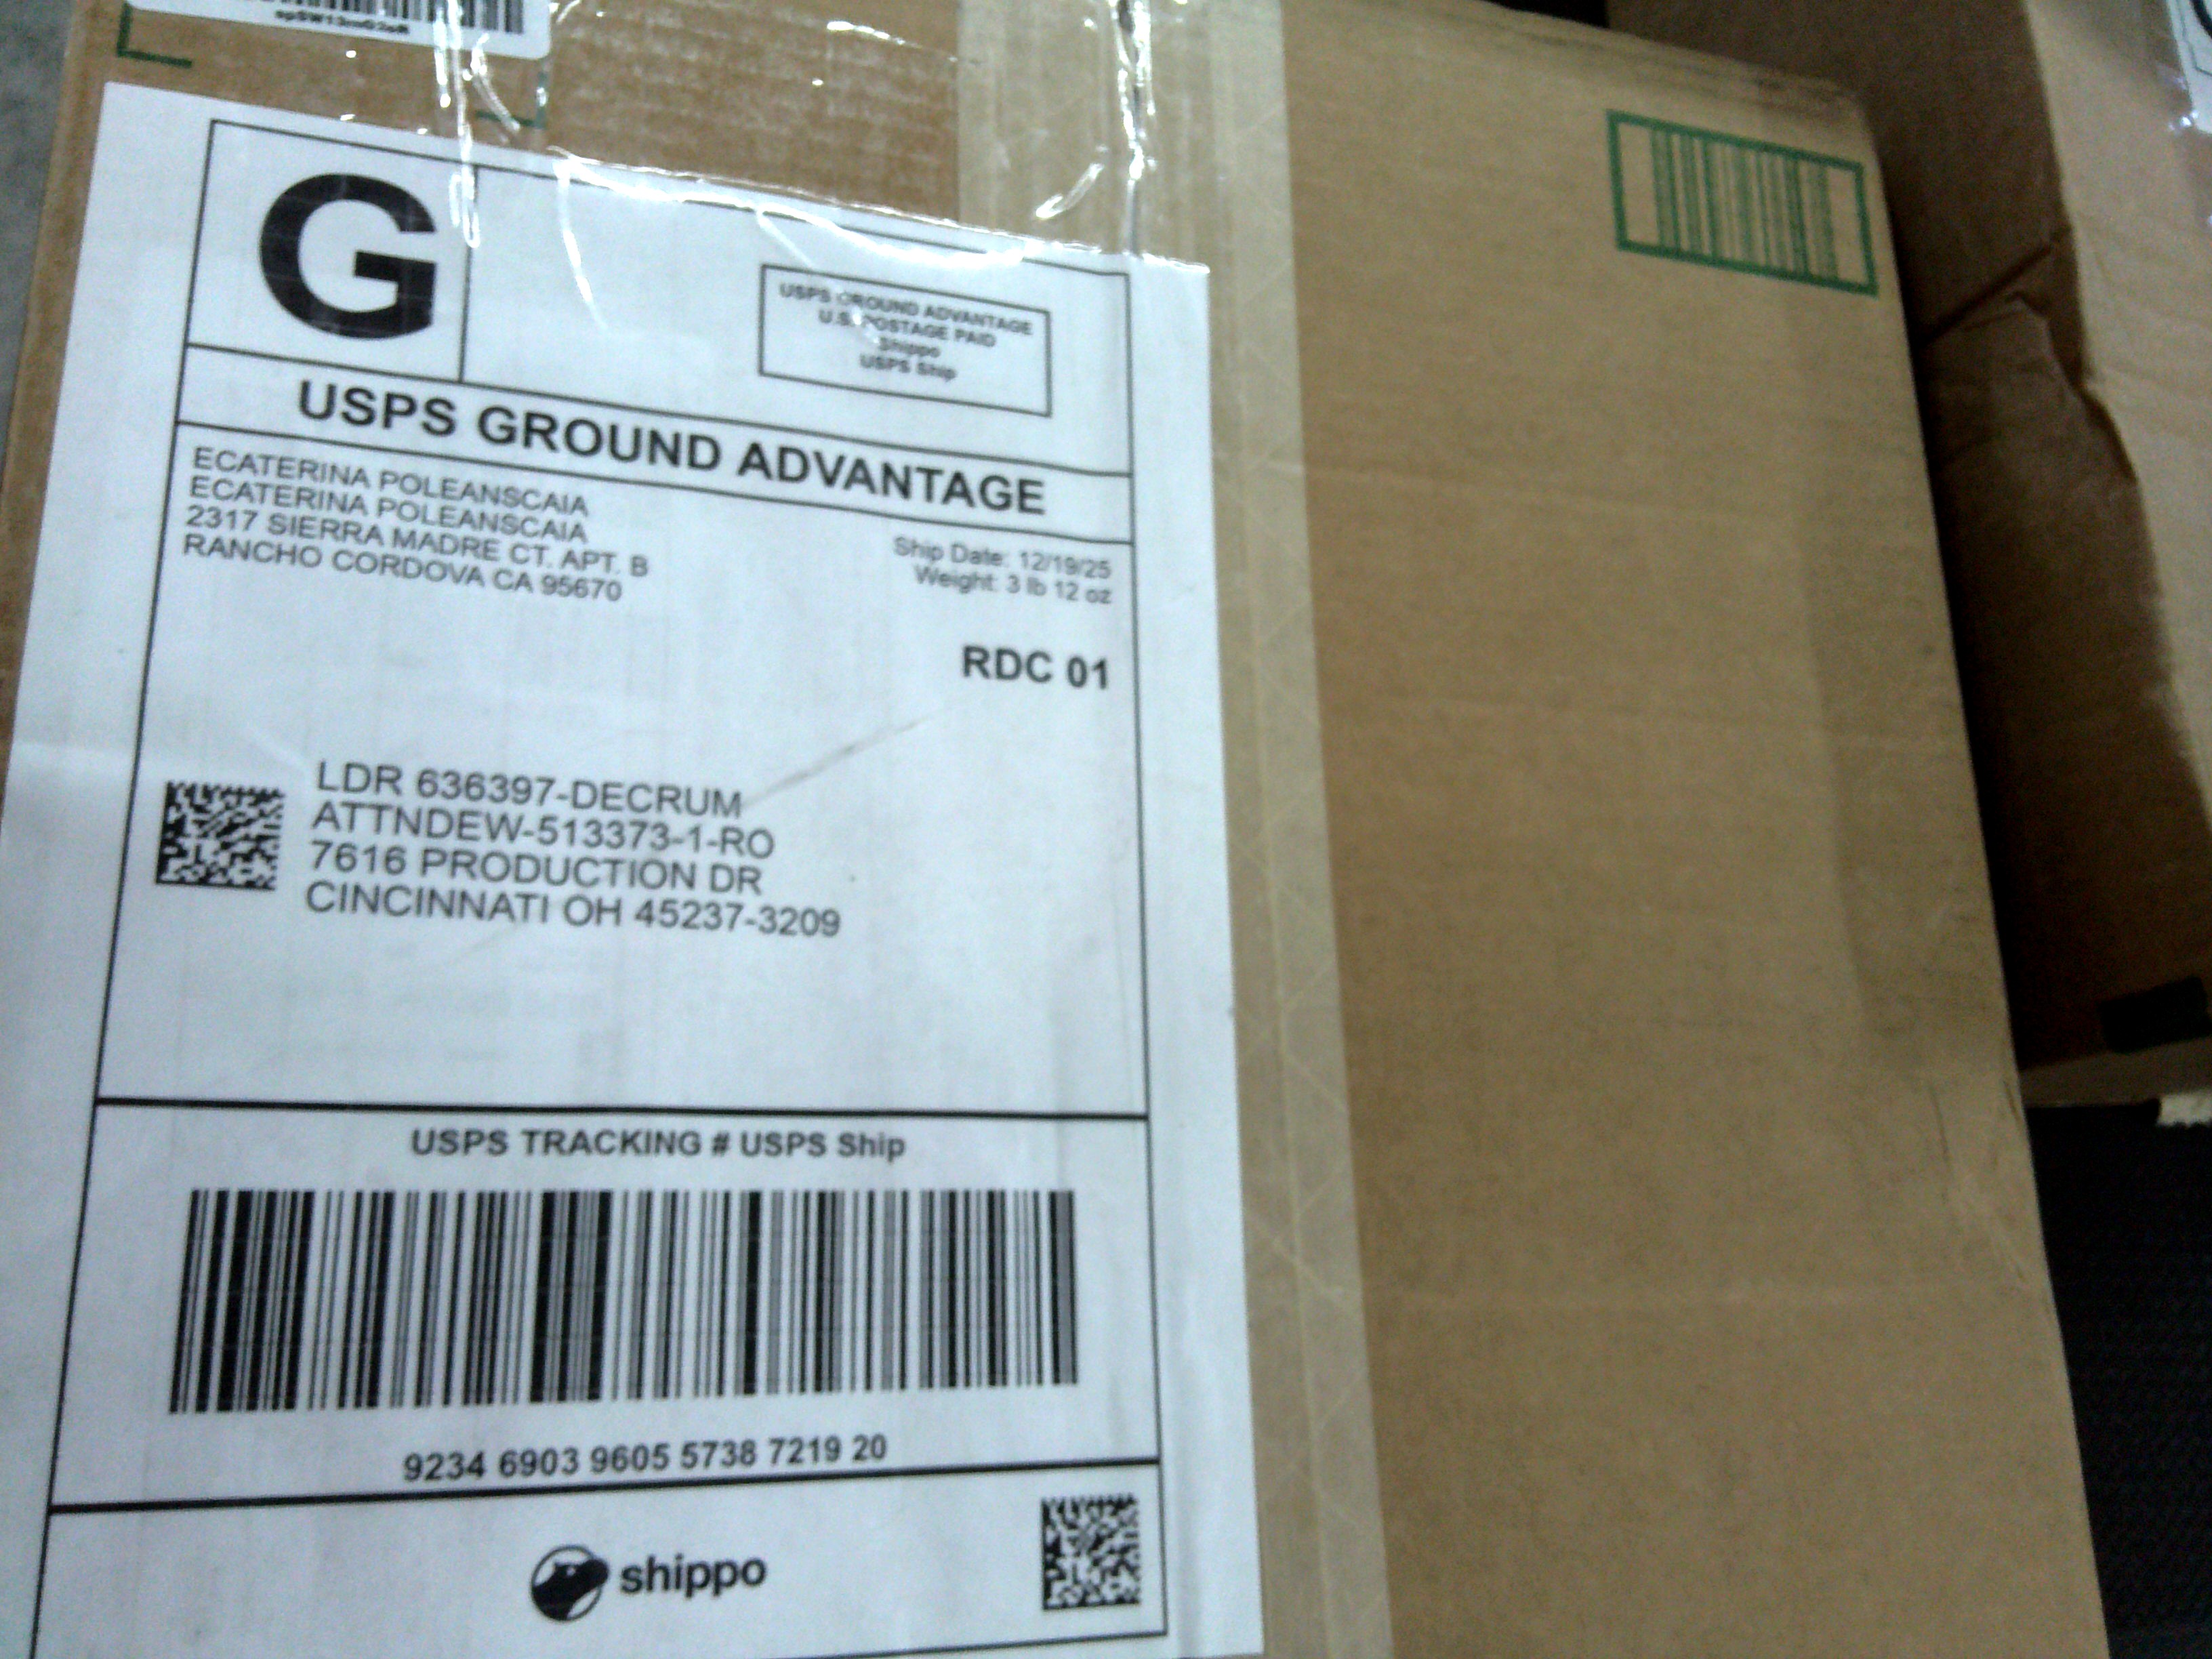 G
USPS GROUND ADVANTAGE
U.S. POSTAGE PAID
Shippo
USPS Ship
USPS GROUND ADVANTAGE
ECATERINA POLEANSCAIA
ECATERINA POLEANSCAIA
2317 SIERRA MADRE CT. APT. B
RANCHO CORDOVA CA 95670
Ship Date: 12/19/25
Weight: 3 lb 12 oz
RDC 01
LDR 636397-DECRUM
ATTNDEW-513373-1-RO
7616 PRODUCTION DR
CINCINNATI OH 45237-3209
USPS TRACKING # USPS Ship
9234 6903 9605 5738 7219 20
shippo